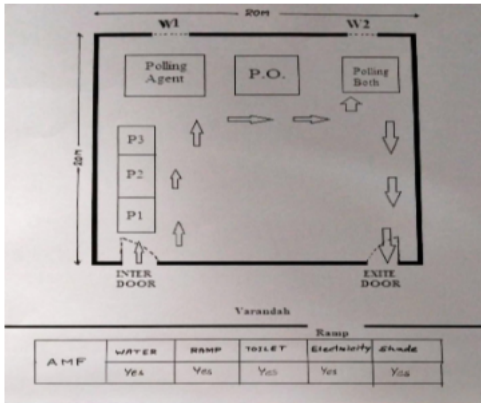 20M
W1 W2
Polling
Agent
P.O.
Polling
Both
20M
P3
P2
P1
INTER
DOOR
EXITE
DOOR
Varandah
Ramp
AMF WATER RAMP TOILET Electricity Shade
Yes Yes Yes Yes Yes